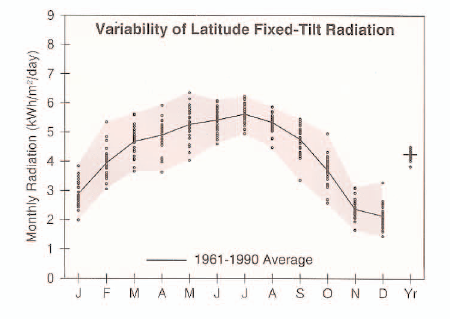 Variability of Latitude Fixed-Tilt Radiation
Monthly Radiation (kWh/m²/day)
9
8
7
6
5
4
3
2
1
0
1961-1990 Average
J F M A M J J A S O N D Yr